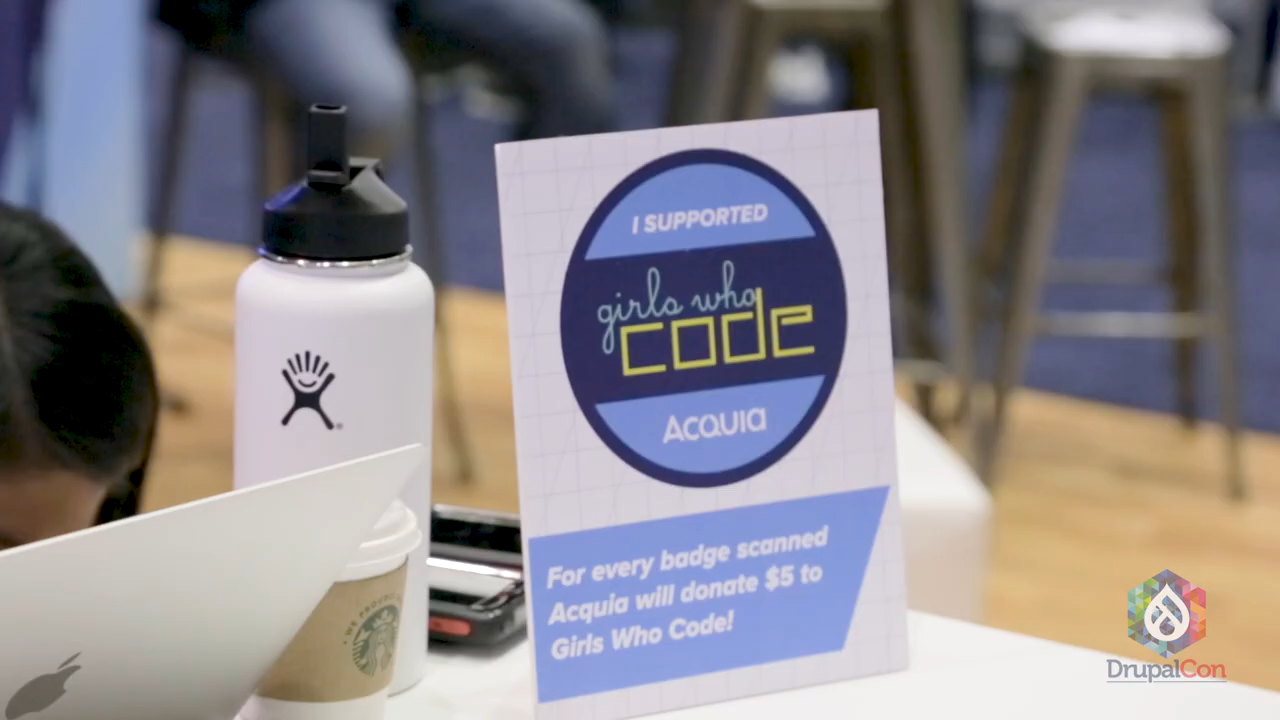 I SUPPORTED
girls who
code
ACQUIA
For every badge scanned
Acquia will donate $5 to
Girls Who Code!
DrupalCon